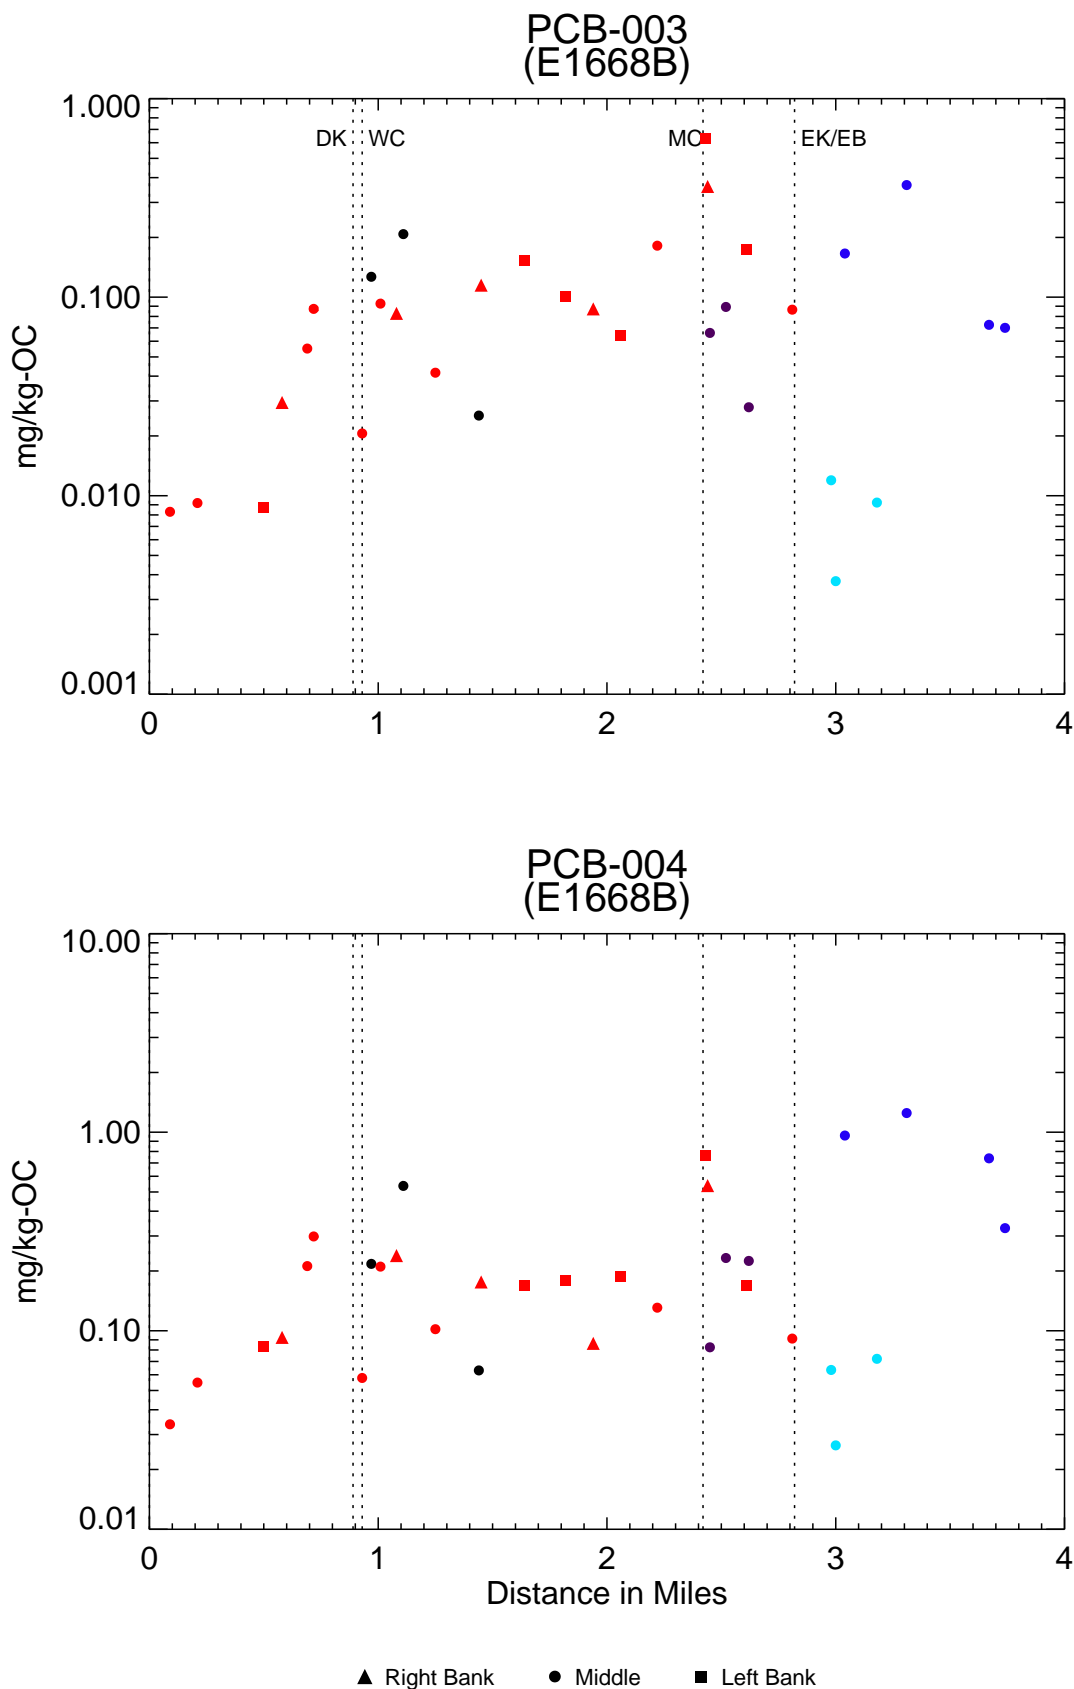 PCB-003
(E1668B)
1.000
0.100
0.010
0.001
mg/kg-OC
DK
WC
MC
EK/EB
0 1 2 3 4
PCB-004
(E1668B)
10.00
1.00
0.10
0.01
mg/kg-OC
0 1 2 3 4
Distance in Miles
Right Bank Middle Left Bank